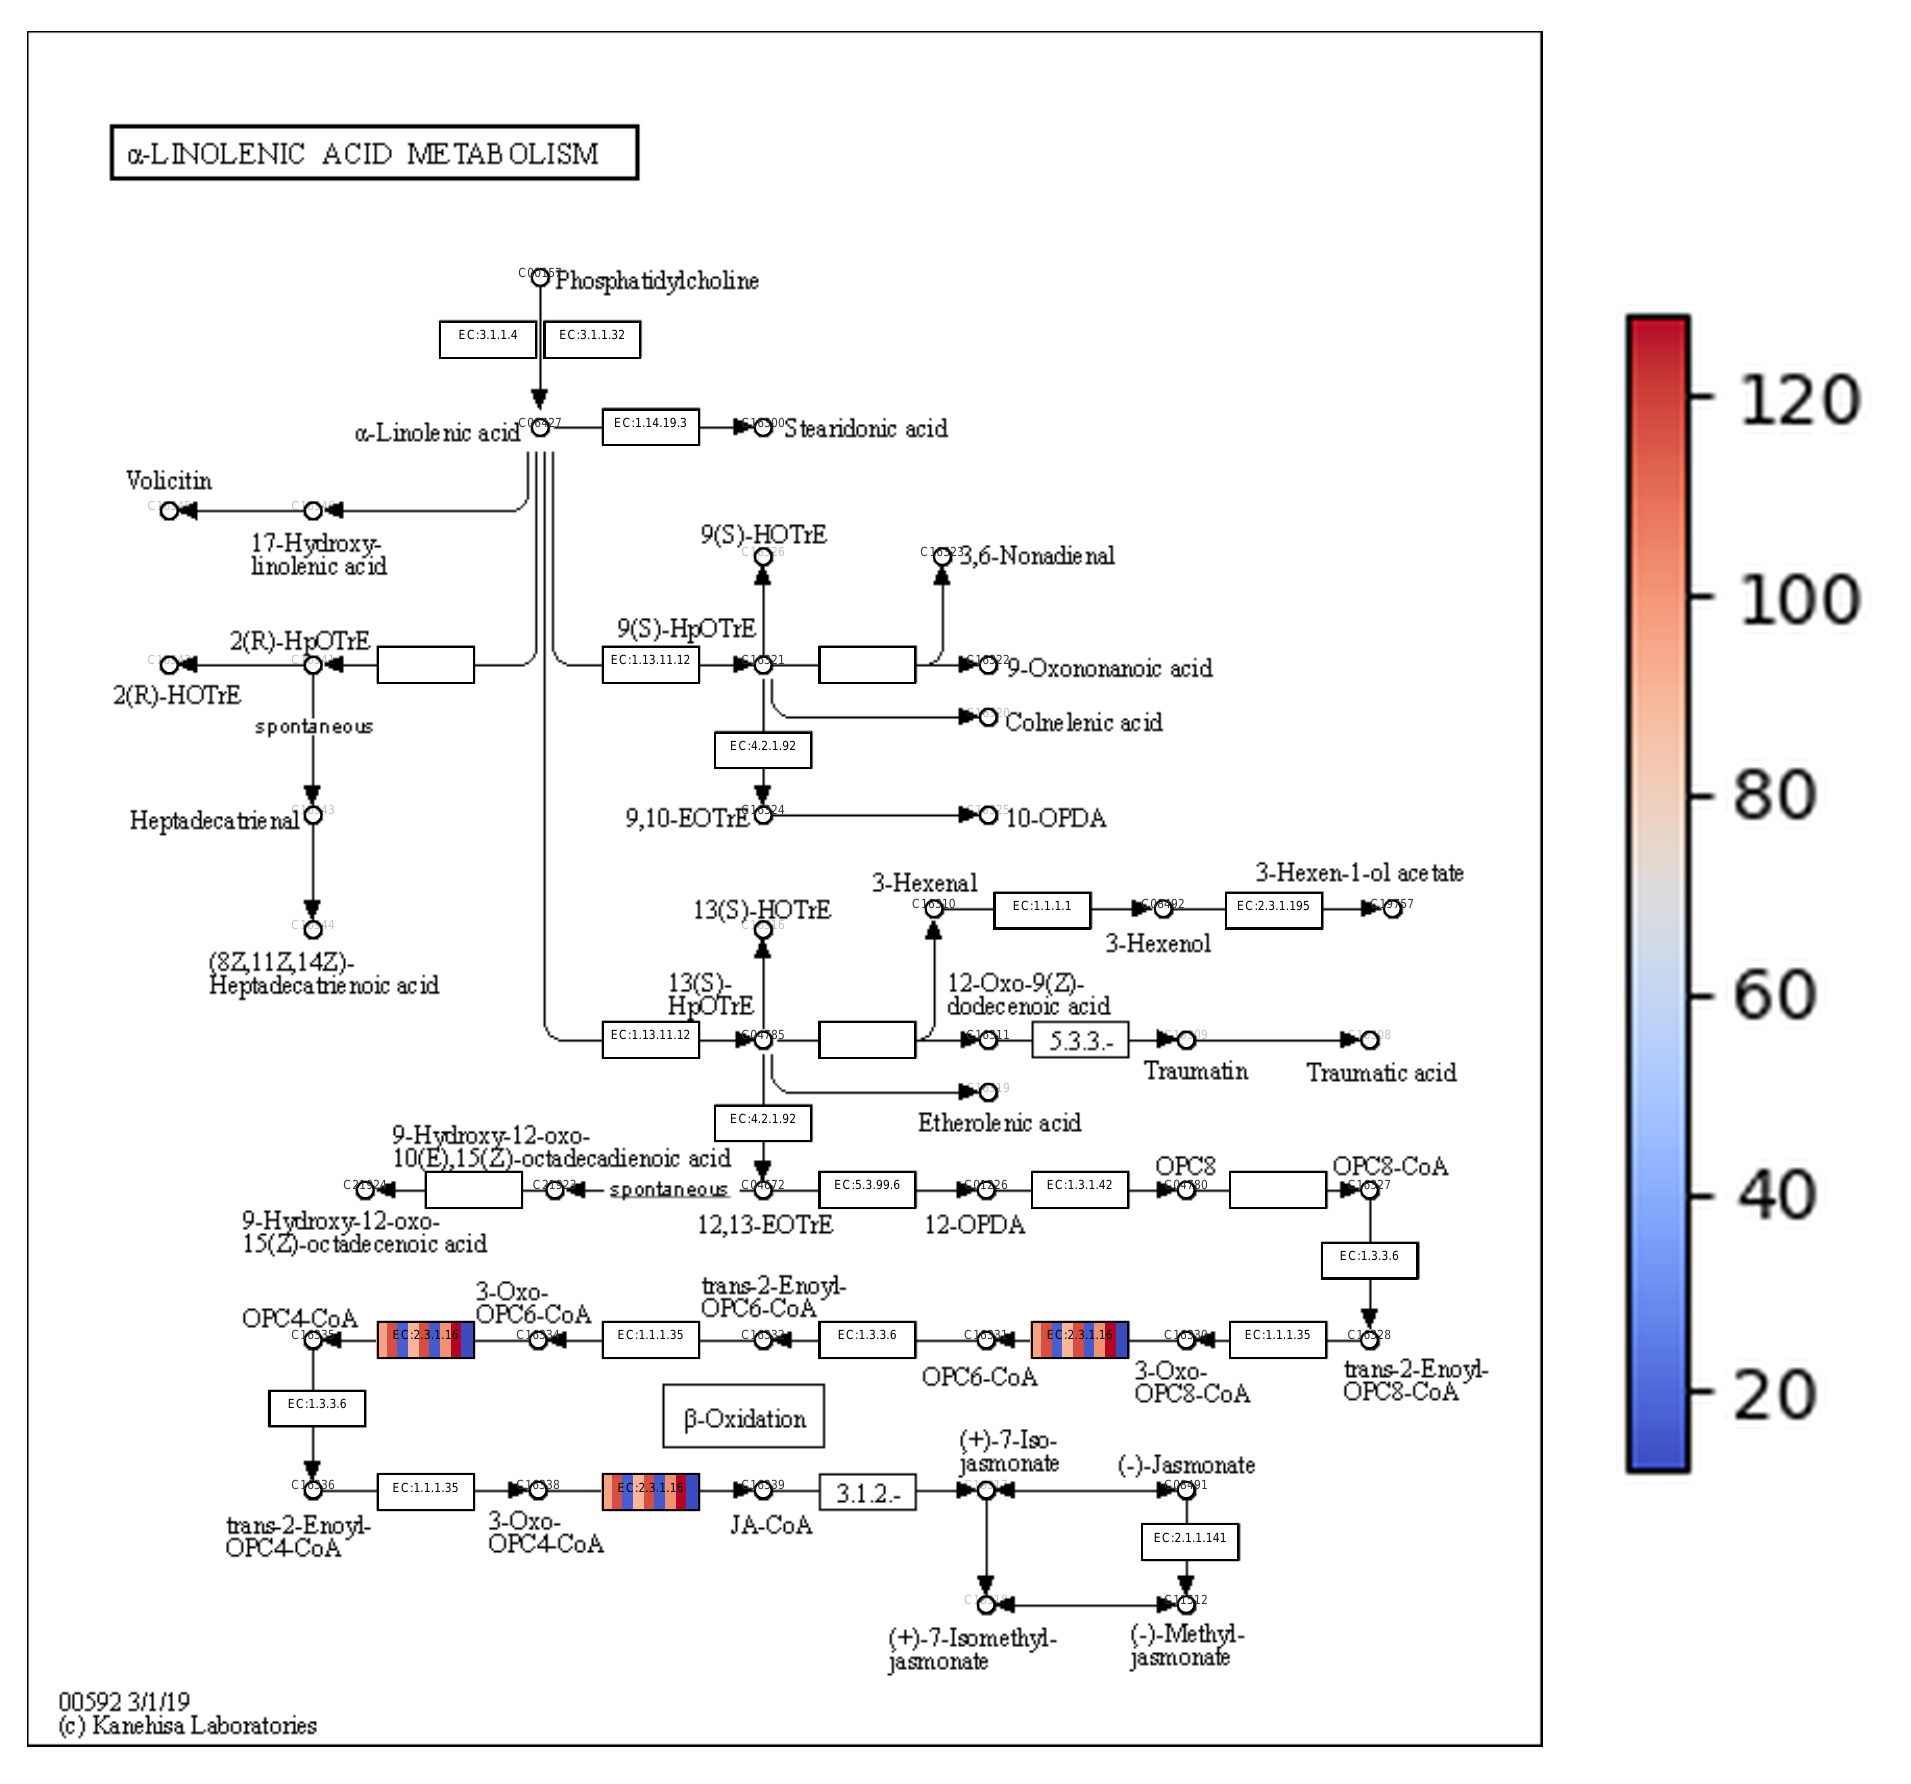 α-LINOLENIC ACID METABOLISM
Phosphatidylcholine
EC:3.1.1.4
EC:3.1.1.32
α-Linolenic acid
C06427
EC:1.14.19.3
C16300
Stearidonic acid
Volicitin
17-Hydroxy-
linolenic acid
9(S)-HOTrE
C16326
C16323
3,6-Nonadienal
2(R)-HpOTrE
2(R)-HOTrE
9(S)-HpOTrE
EC:1.13.11.12
C16321
C16322
9-Oxononanoic acid
C16320
Colnelenic acid
spontaneous
EC:4.2.1.92
Heptadecatrienal
9,10-EOTrE
C16324
10-OPDA
3-Hexenal
C16310
EC:1.1.1.1
C08492
3-Hexenol
EC:2.3.1.195
3-Hexen-1-ol acetate
C19757
13(S)-HOTrE
C16316
(8Z,11Z,14Z)-
Heptadecatrienoic acid
13(S)-
HpOTrE
12-Oxo-9(Z)-
dodecenoic acid
EC:1.13.11.12
C04785
C16311
5.3.3.-
Traumatin
Traumatic acid
Etherolenic acid
EC:4.2.1.92
9-Hydroxy-12-oxo-
10(E),15(Z)-octadecadienoic acid
C21924
C21923
spontaneous
C04672
EC:5.3.99.6
C01226
EC:1.3.1.42
OPC8
C04780
OPC8-CoA
C16327
9-Hydroxy-12-oxo-
15(Z)-octadecenoic acid
12,13-EOTrE
12-OPDA
EC:1.3.3.6
OPC4-CoA
C16335
EC:2.3.1.16
3-Oxo-
OPC6-CoA
C16334
EC:1.1.1.35
trans-2-Enoyl-
OPC6-CoA
EC:1.3.3.6
C16331
OPC6-CoA
EC:2.3.1.16
C16330
3-Oxo-
OPC8-CoA
EC:1.1.1.35
C16328
trans-2-Enoyl-
OPC8-CoA
EC:1.3.3.6
β-Oxidation
C16336
trans-2-Enoyl-
OPC4-CoA
EC:1.1.1.35
C16338
3-Oxo-
OPC4-CoA
EC:2.3.1.16
C16339
JA-CoA
3.1.2.-
(+)-7-Iso-
jasmonate
(-)-Jasmonate
C08491
EC:2.1.1.141
C11512
(+)-7-Isomethyl-
jasmonate
(-)-Methyl-
jasmonate
00592 3/1/19
(c) Kanehisa Laboratories
120
100
80
60
40
20